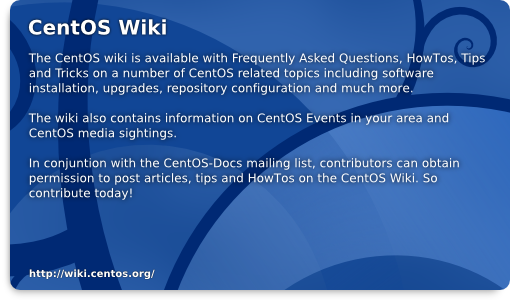 CentOS Wiki
The CentOS wiki is available with Frequently Asked Questions, HowTos, Tips
and Tricks on a number of CentOS related topics including software
installation, upgrades, repository configuration and much more.
The wiki also contains information on CentOS Events in your area and
CentOS media sightings.
In conjuntion with the CentOS-Docs mailing list, contributors can obtain
permission to post articles, tips and HowTos on the CentOS Wiki. So
contribute today!
http://wiki.centos.org/